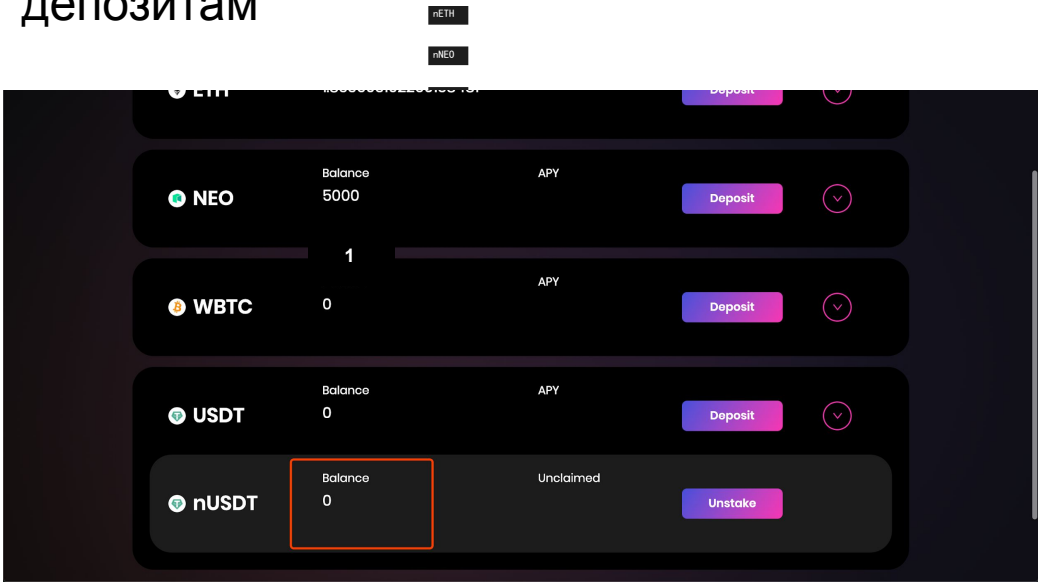 депозитам
nETH
nNEO
ETH
Deposit
Balance
APY
NEO
5000
Deposit
1
APY
WBTC
0
Deposit
Balance
APY
USDT
0
Deposit
Balance
Unclaimed
nUSDT
0
Unstake